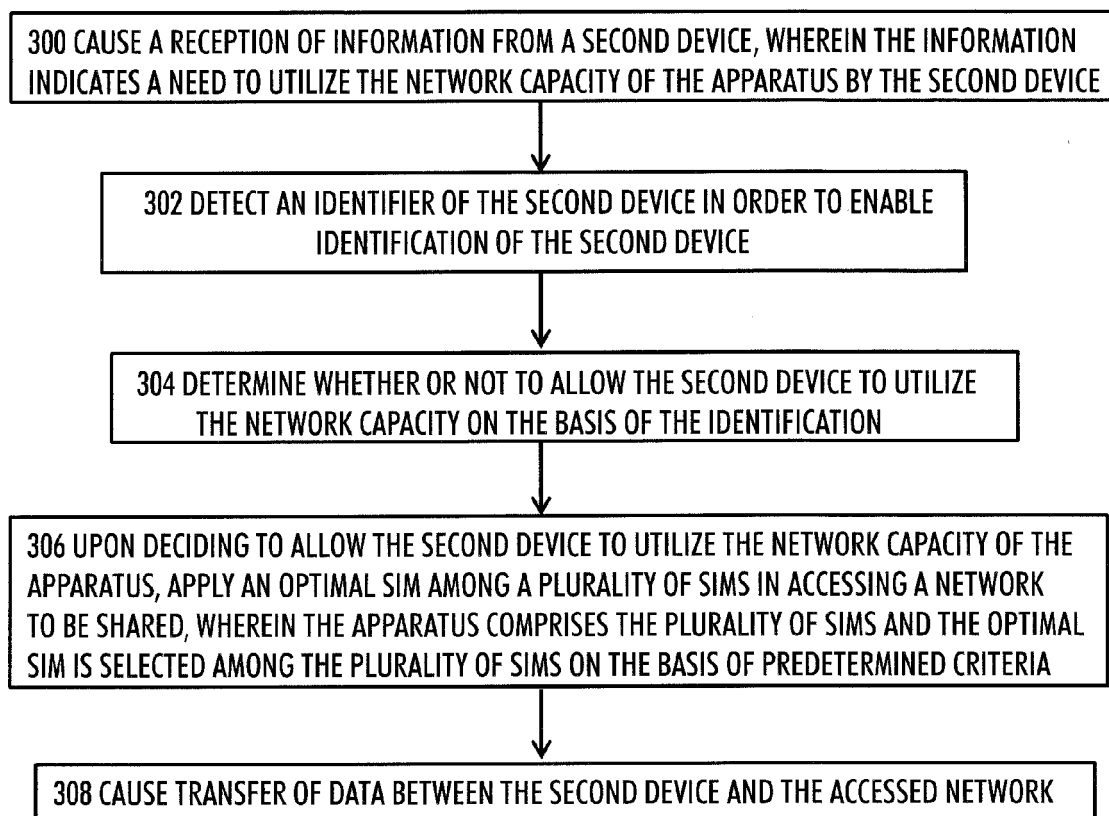 300 CAUSE A RECEPTION OF INFORMATION FROM A SECOND DEVICE, WHEREIN THE INFORMATION
INDICATES A NEED TO UTILIZE THE NETWORK CAPACITY OF THE APPARATUS BY THE SECOND DEVICE
302 DETECT AN IDENTIFIER OF THE SECOND DEVICE IN ORDER TO ENABLE
IDENTIFICATION OF THE SECOND DEVICE
304 DETERMINE WHETHER OR NOT TO ALLOW THE SECOND DEVICE TO UTILIZE
THE NETWORK CAPACITY ON THE BASIS OF THE IDENTIFICATION
306 UPON DECIDING TO ALLOW THE SECOND DEVICE TO UTILIZE THE NETWORK CAPACITY OF THE
APPARATUS, APPLY AN OPTIMAL SIM AMONG A PLURALITY OF SIMS IN ACCESSING A NETWORK
TO BE SHARED, WHEREIN THE APPARATUS COMPRISES THE PLURALITY OF SIMS AND THE OPTIMAL
SIM IS SELECTED AMONG THE PLURALITY OF SIMS ON THE BASIS OF PREDETERMINED CRITERIA
308 CAUSE TRANSFER OF DATA BETWEEN THE SECOND DEVICE AND THE ACCESSED NETWORK